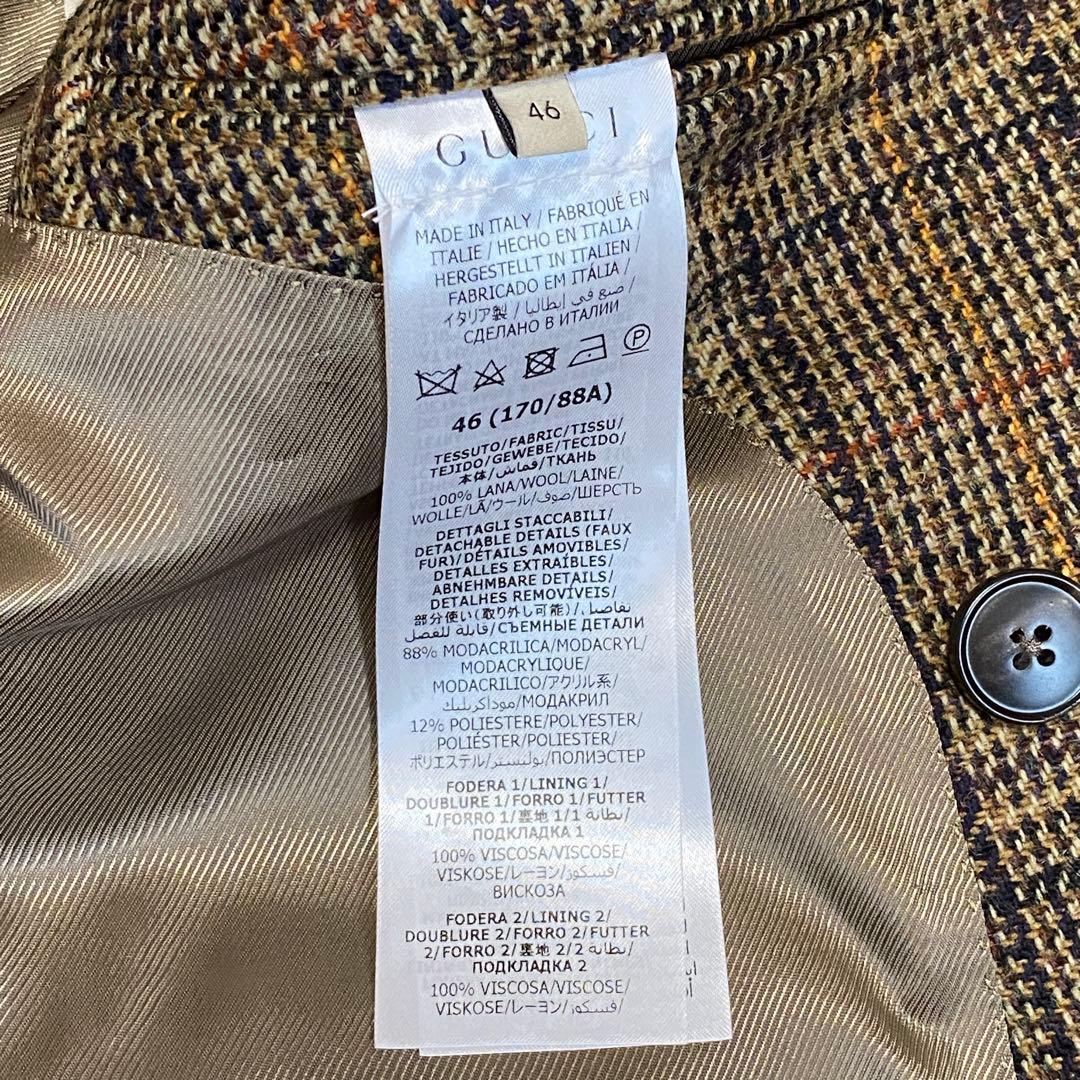 46
GUCCI
MADE IN ITALY / FABRIQUÉ EN
ITALIE / HECHO EN ITALIA /
HERGESTELLT IN ITALIEN /
FABRICADO EM ITÁLIA /
イタリア製 / صنع في إيطاليا /
СДЕЛАНО В ИТАЛИИ
P
46 (170/88A)
TESSUTO/FABRIC/TISSU/
TEJIDO/GEWEBE/TECIDO/
本体/قماش/ТКАНЬ
100% LANA/WOOL/LAINE/
WOLLE/LÃ/ウール/صوف/ШЕРСТЬ
DETTAGLI STACCABILI/
DETACHABLE DETAILS (FAUX
FUR)/DÉTAILS AMOVIBLES/
DETALLES EXTRAÍBLES/
ABNEHMBARE DETAILS/
DETALHES REMOVÍVEIS/
部分使い(取り外し可能)/تفاصيل
قابلة للفصل/СЪЕМНЫЕ ДЕТАЛИ
88% MODACRILICA/MODACRYL/
MODACRYLIQUE/
MODACRILICO/アクリル系/
موداكريليك/МОДАКРИЛ
12% POLIESTERE/POLYESTER/
POLIÉSTER/POLIESTER/
ポリエステル/بوليستر/ПОЛИЭСТЕР
FODERA 1/LINING 1/
DOUBLURE 1/FORRO 1/FUTTER
1/FORRO 1/裏地 1/بطانة 1/
ПОДКЛАДКА 1
100% VISCOSA/VISCOSE/
VISKOSE/レーヨン/فسكوز/
ВИСКОЗА
FODERA 2/LINING 2/
DOUBLURE 2/FORRO 2/FUTTER
2/FORRO 2/裏地 2/بطانة 2/
ПОДКЛАДКА 2
100% VISCOSA/VISCOSE/
VISKOSE/レーヨン/فسكوز/